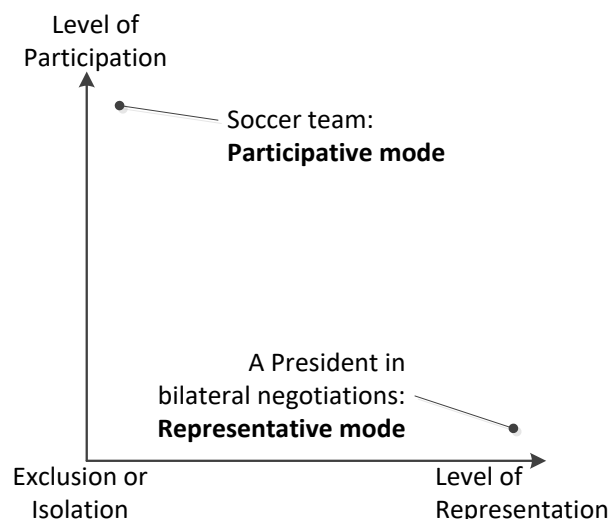 Level of
Participation
Soccer team:
Participative mode
A President in
bilateral negotiations:
Representative mode
Exclusion or
Isolation
Level of
Representation